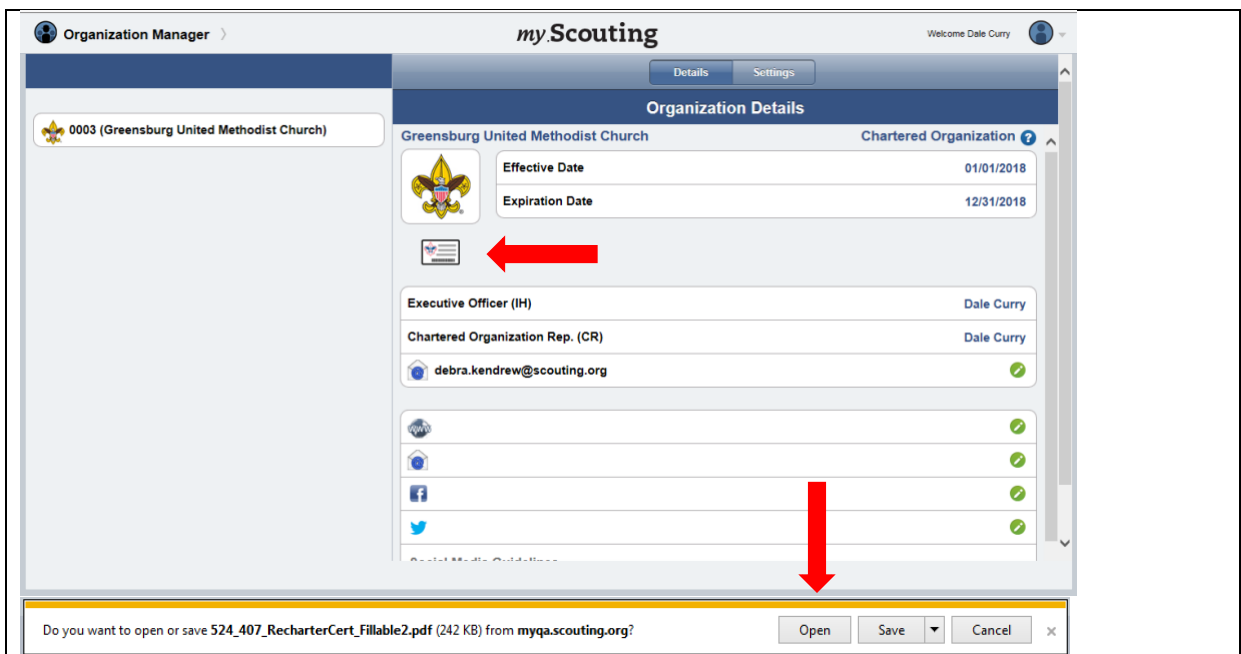 Organization Manager
my.Scouting
Welcome Dale Curry
Details Settings
Organization Details
0003 (Greensburg United Methodist Church)
Greensburg United Methodist Church Chartered Organization ?
Effective Date 01/01/2018
Expiration Date 12/31/2018
Executive Officer (IH) Dale Curry
Chartered Organization Rep. (CR) Dale Curry
debra.kendrew@scouting.org
Social Media Guidelines
Do you want to open or save 524_407_RecharterCert_Fillable2.pdf (242 KB) from myqa.scouting.org?
Open Save Cancel